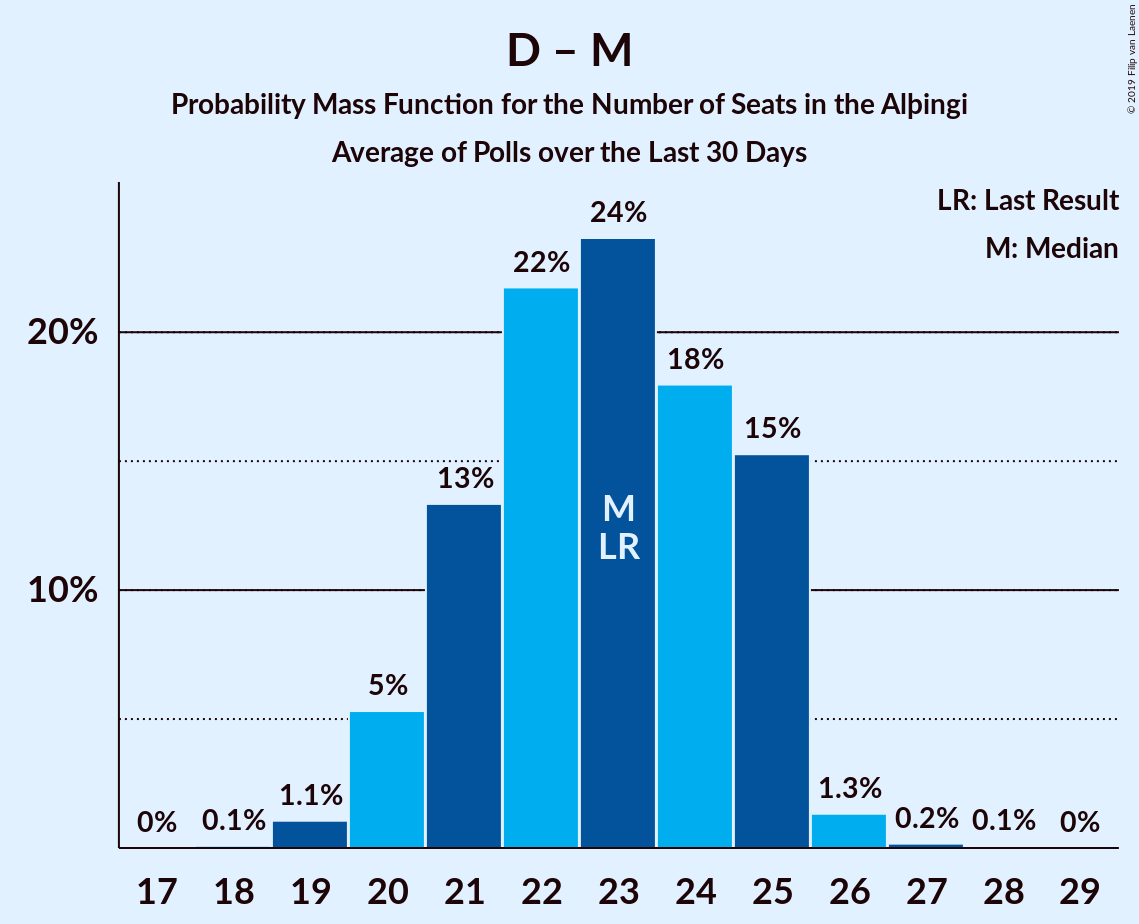 D – M
Probability Mass Function for the Number of Seats in the Alþingi
Average of Polls over the Last 30 Days
© 2019 Filip van Laenen
LR: Last Result
M: Median
20%
10%
0%
0.1%
1.1%
5%
13%
22%
24%
18%
15%
1.3%
0.2%
0.1%
0%
M
LR
17 18 19 20 21 22 23 24 25 26 27 28 29